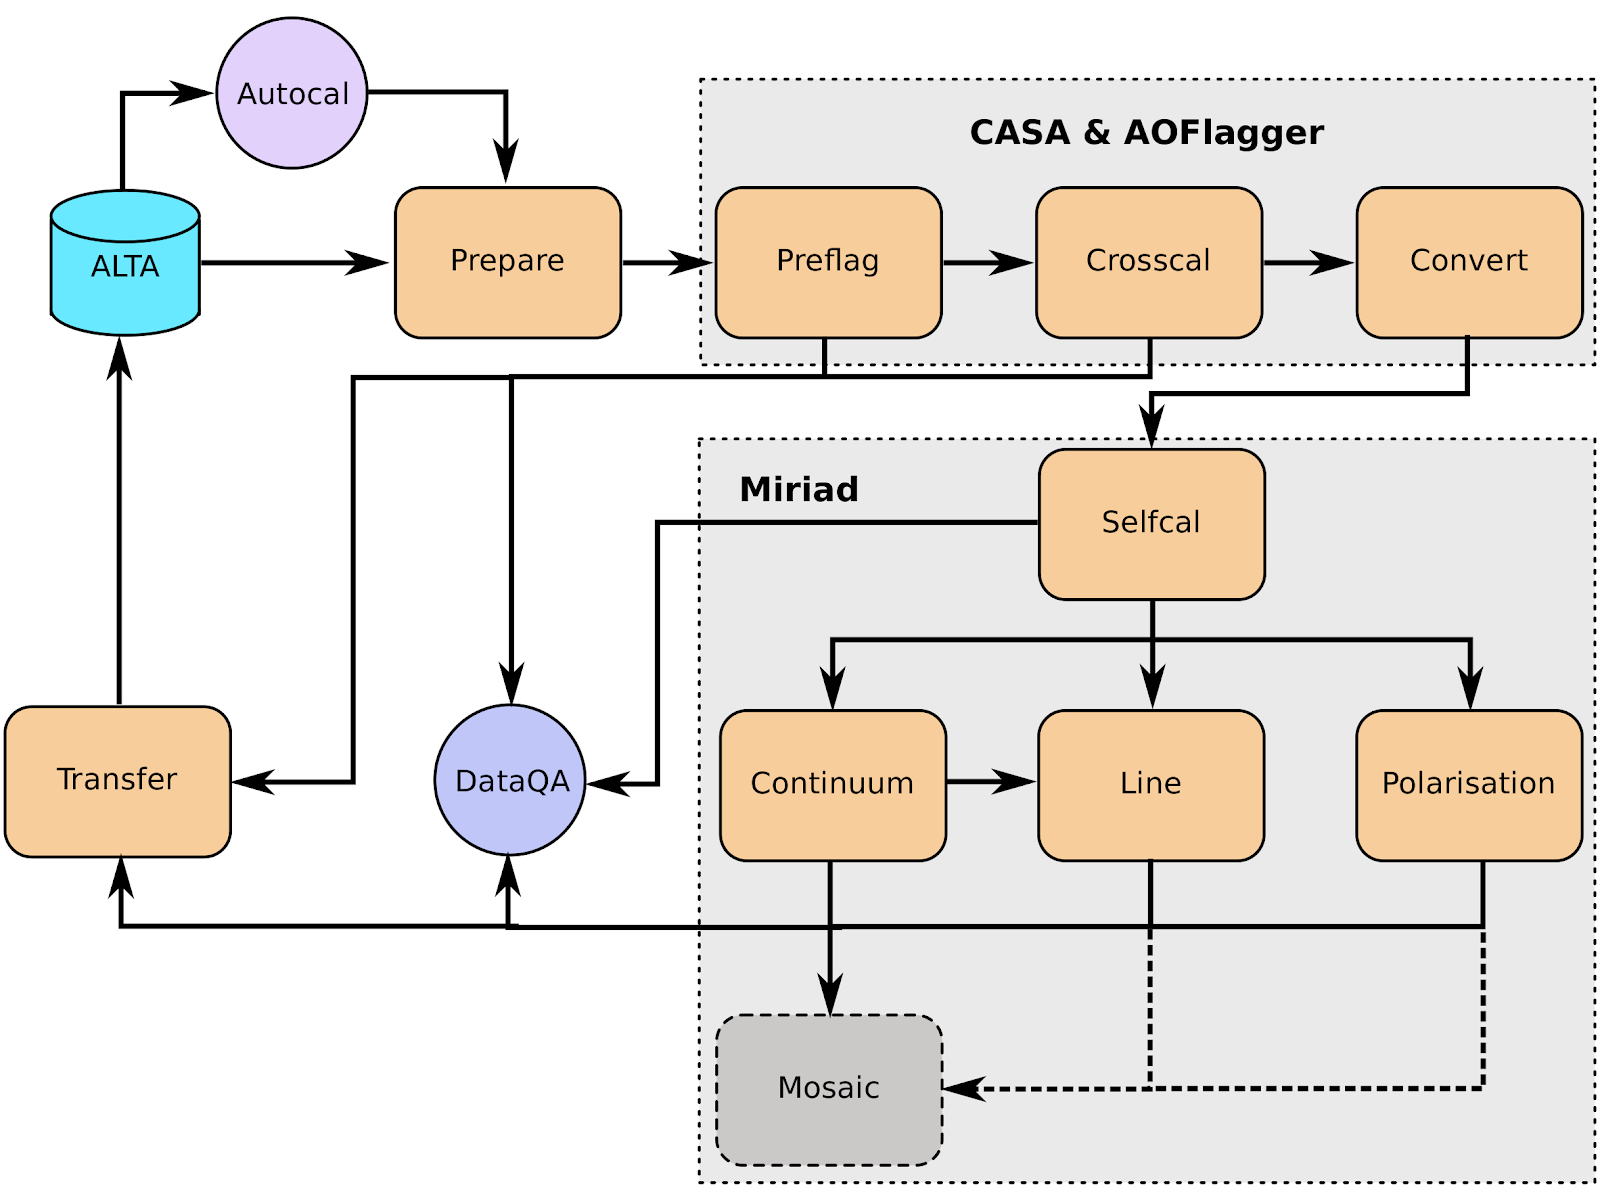 Autocal
CASA & AOFlagger
ALTA
Prepare
Preflag
Crosscal
Convert
Miriad
Selfcal
Transfer
DataQA
Continuum
Line
Polarisation
Mosaic